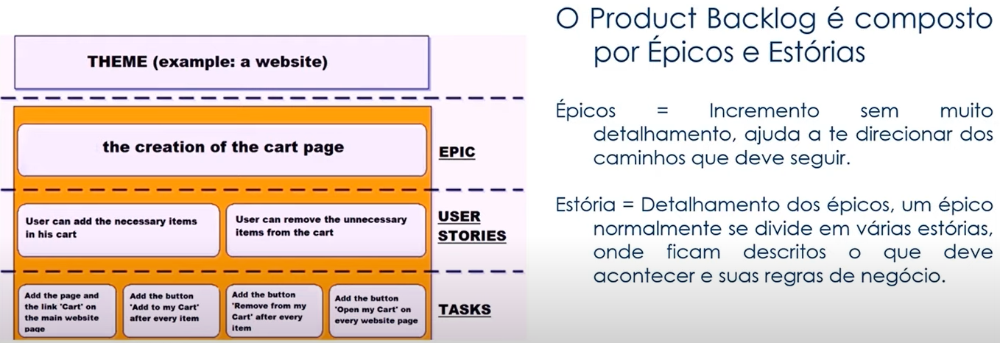 THEME (example: a website)
the creation of the cart page
EPIC
User can add the necessary items
in his cart
User can remove the unnecessary
items from the cart
USER
STORIES
Add the page and
the link 'Cart' on
the main website
page
Add the button
'Add to my Cart'
after every item
Add the button
'Remove from my
Cart' after every
item
Add the button
'Open my Cart' on
every website page
TASKS
O Product Backlog é composto
por Épicos e Estórias
Épicos = Incremento sem muito
detalhamento, ajuda a te direcionar dos
caminhos que deve seguir.
Estória = Detalhamento dos épicos, um épico
normalmente se divide em várias estórias,
onde ficam descritos o que deve
acontecer e suas regras de negócio.